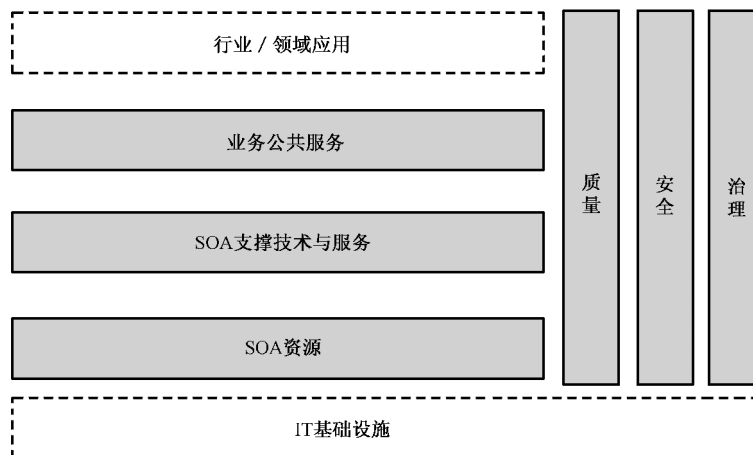 行业 / 领域应用
业务公共服务
SOA支撑技术与服务
SOA资源
IT基础设施
质量
安全
治理